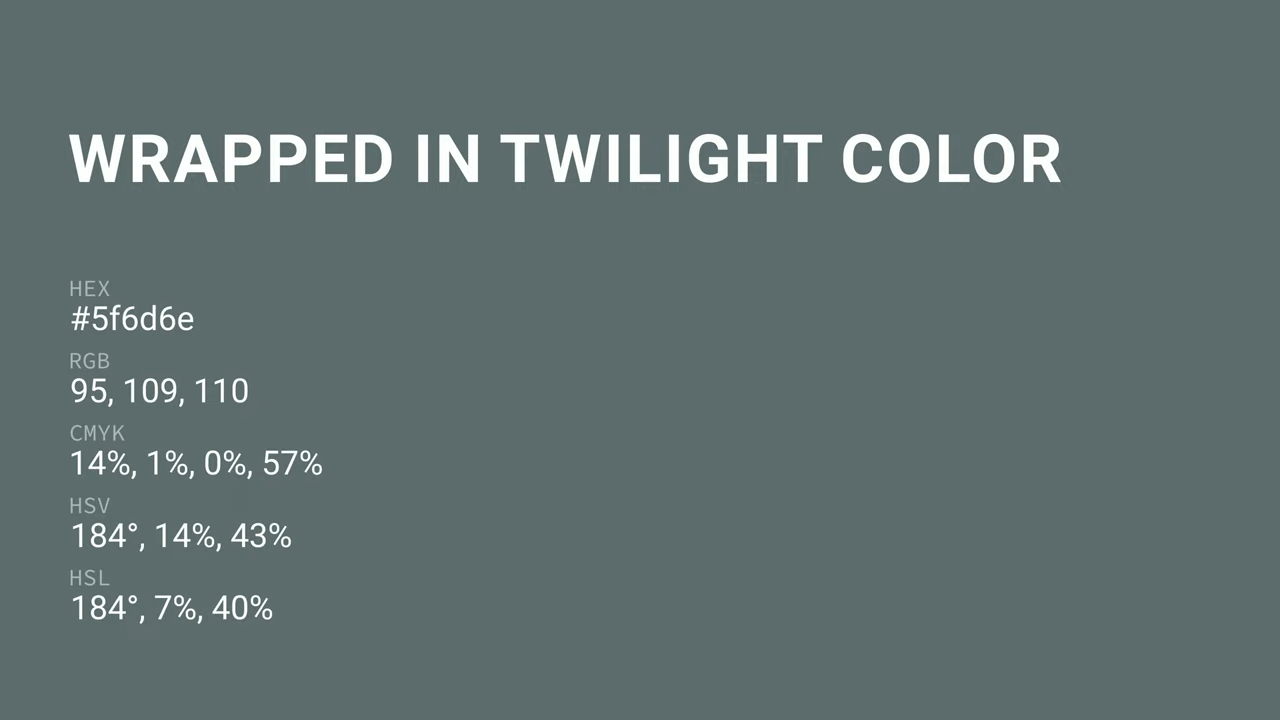 WRAPPED IN TWILIGHT COLOR
HEX
#5f6d6e
RGB
95, 109, 110
CMYK
14%, 1%, 0%, 57%
HSV
184°, 14%, 43%
HSL
184°, 7%, 40%